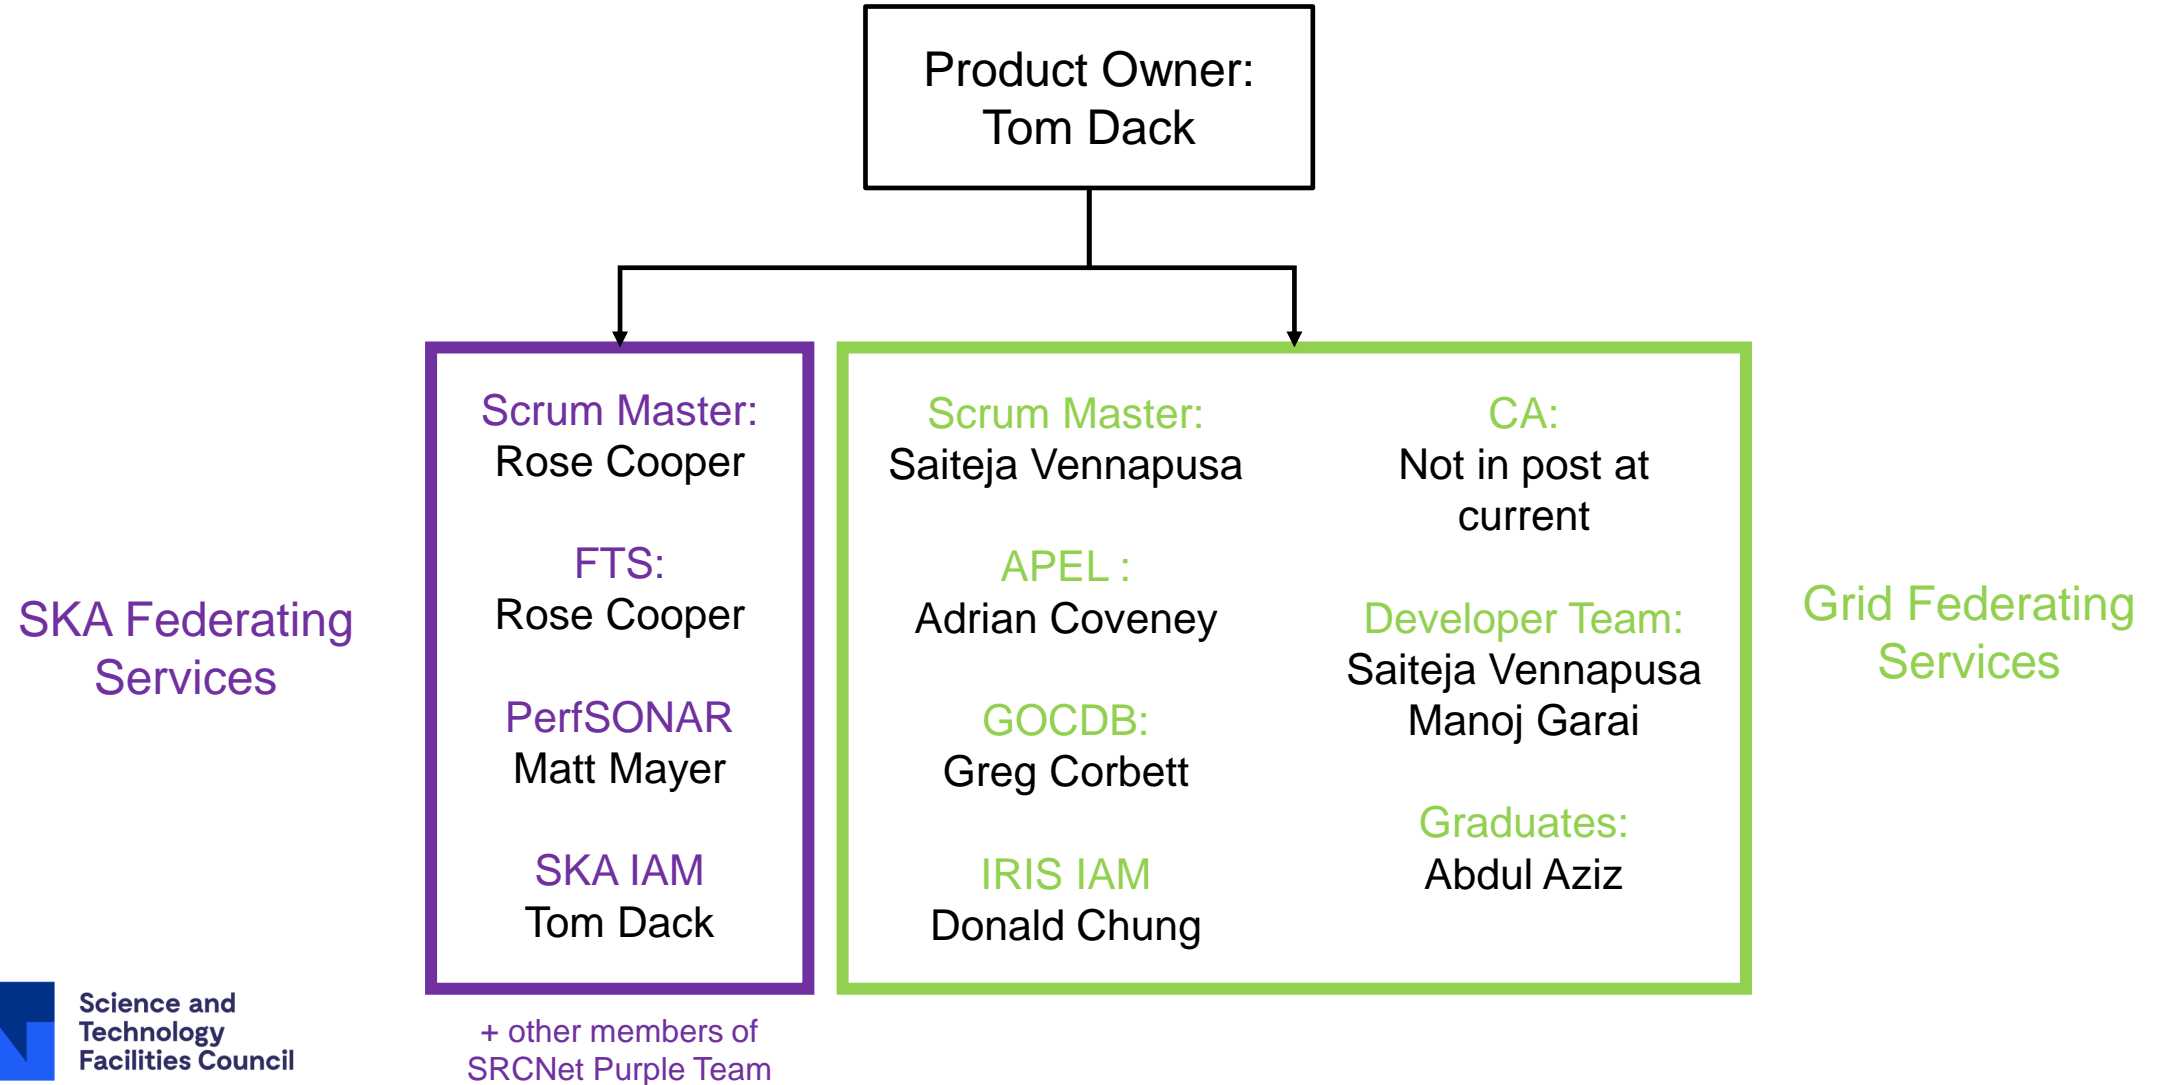 Product Owner:
Tom Dack
SKA Federating
Services
Scrum Master:
Rose Cooper
FTS:
Rose Cooper
PerfSONAR
Matt Mayer
SKA IAM
Tom Dack
+ other members of
SRCNet Purple Team
Scrum Master:
Saiteja Vennapusa
APEL :
Adrian Coveney
GOCDB:
Greg Corbett
IRIS IAM
Donald Chung
CA:
Not in post at
current
Developer Team:
Saiteja Vennapusa
Manoj Garai
Graduates:
Abdul Aziz
Grid Federating
Services
Science and
Technology
Facilities Council